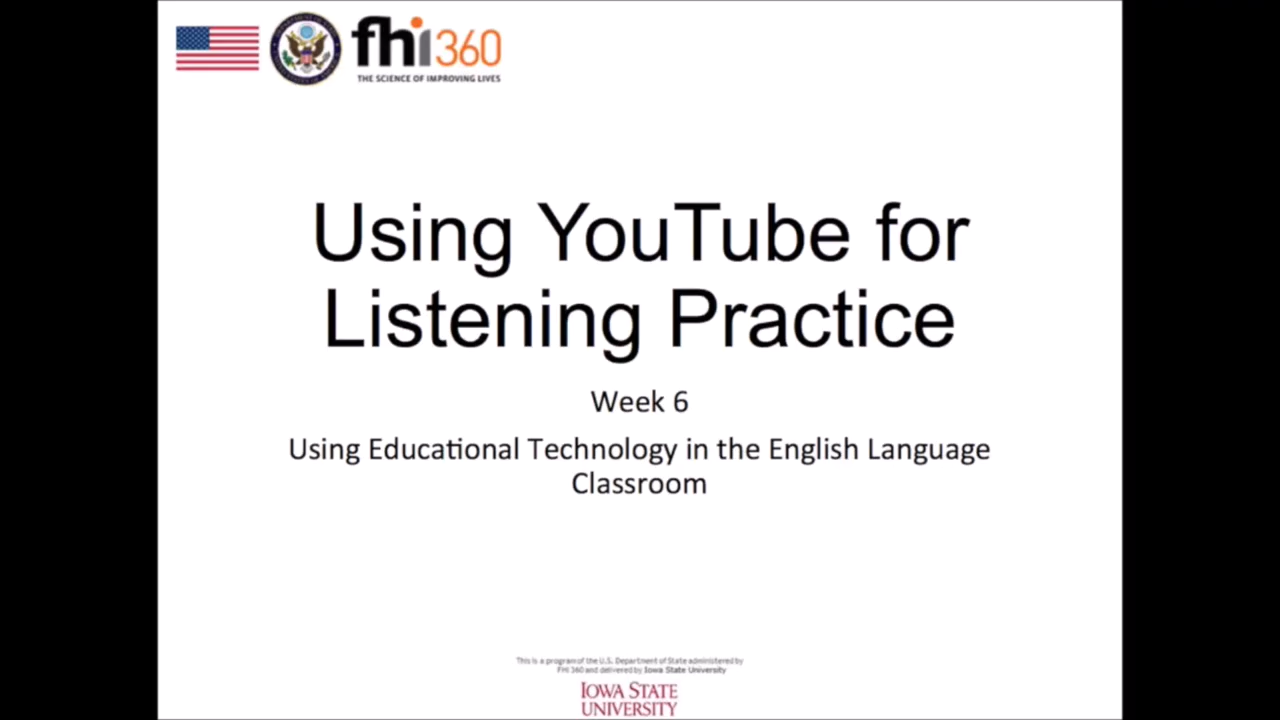 fhi360
THE SCIENCE OF IMPROVING LIVES
Using YouTube for
Listening Practice
Week 6
Using Educational Technology in the English Language
Classroom
This is a program of the U.S. Department of State administered by
FHI 360 and delivered by Iowa State University
IOWA STATE
UNIVERSITY